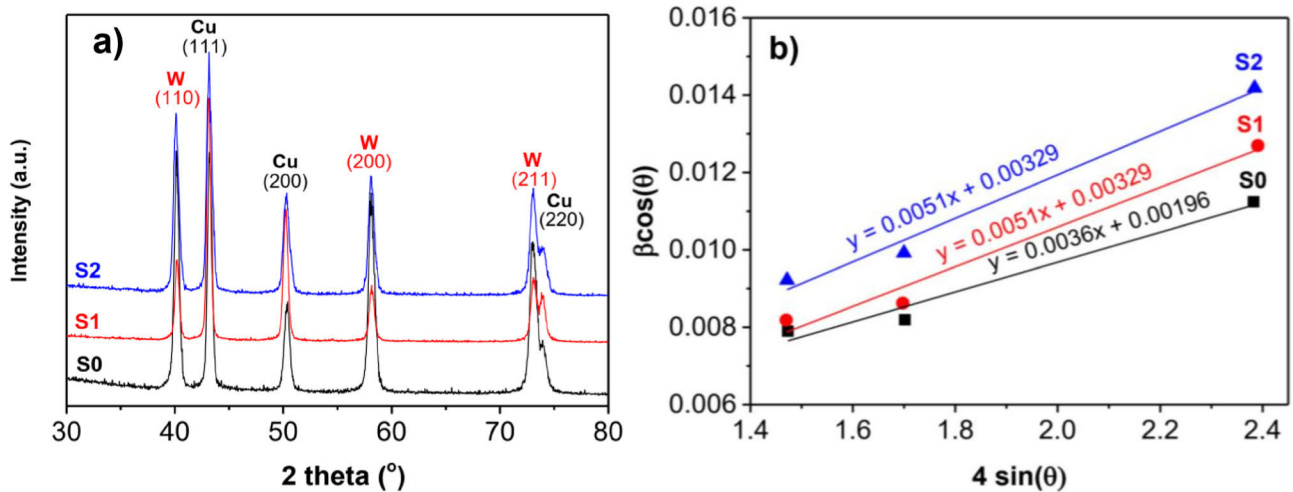 a)
Cu
(111)
W
(110)
Cu
(200)
W
(200)
W
(211)
Cu
(220)
S2
S1
S0
Intensity (a.u.)
30 40 50 60 70 80
2 theta (°)
b)
0.016
0.014
0.012
0.010
0.008
0.006
βcos(θ)
S2
S1
S0
y = 0.0051x + 0.00329
y = 0.0051x + 0.00329
y = 0.0036x + 0.00196
1.4 1.6 1.8 2.0 2.2 2.4
4 sin(θ)